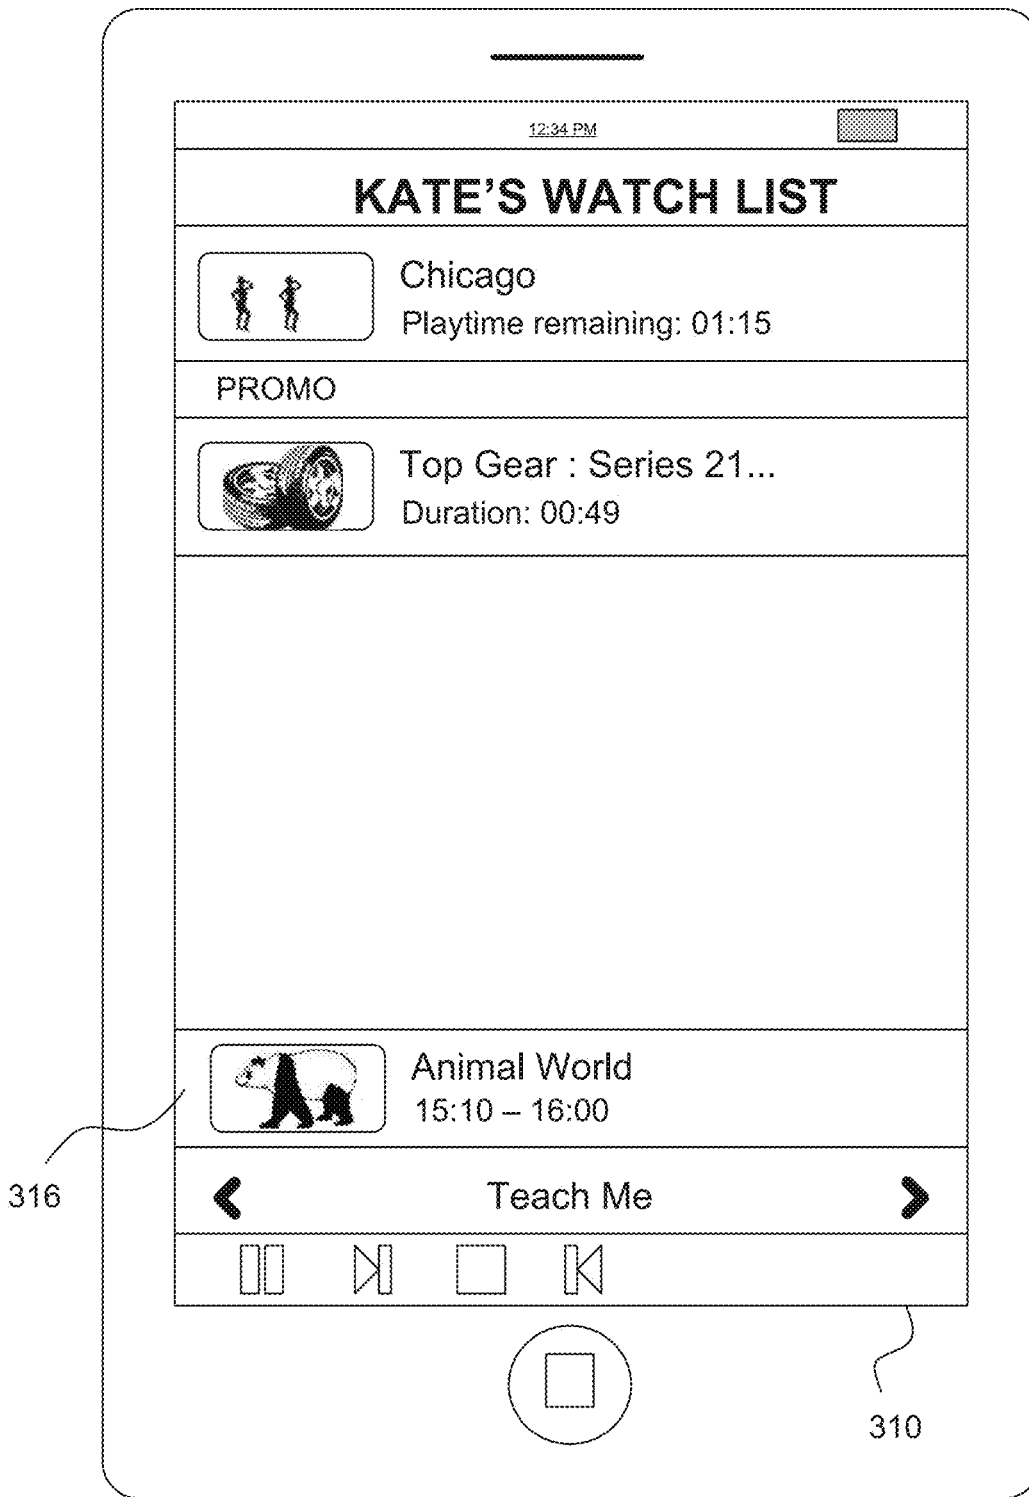 12:34 PM
KATE'S WATCH LIST
Chicago
Playtime remaining: 01:15
PROMO
Top Gear : Series 21...
Duration: 00:49
Animal World
15:10 – 16:00
316
Teach Me
310